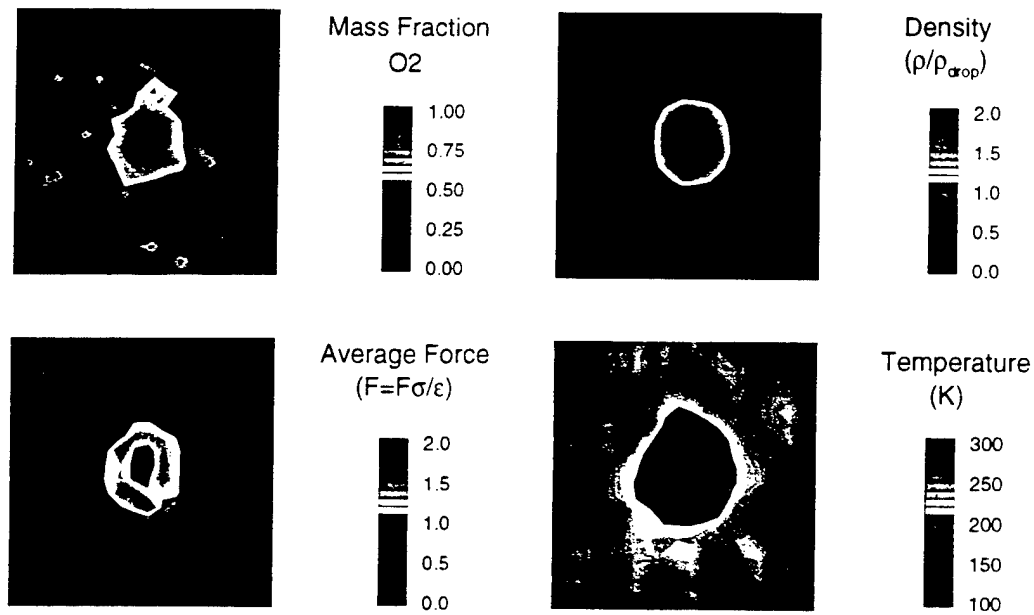 Mass Fraction
O2
1.00
0.75
0.50
0.25
0.00
Density
(ρ/ρdrop)
2.0
1.5
1.0
0.5
0.0
Average Force
(F=Fσ/ε)
2.0
1.5
1.0
0.5
0.0
Temperature
(K)
300
250
200
150
100